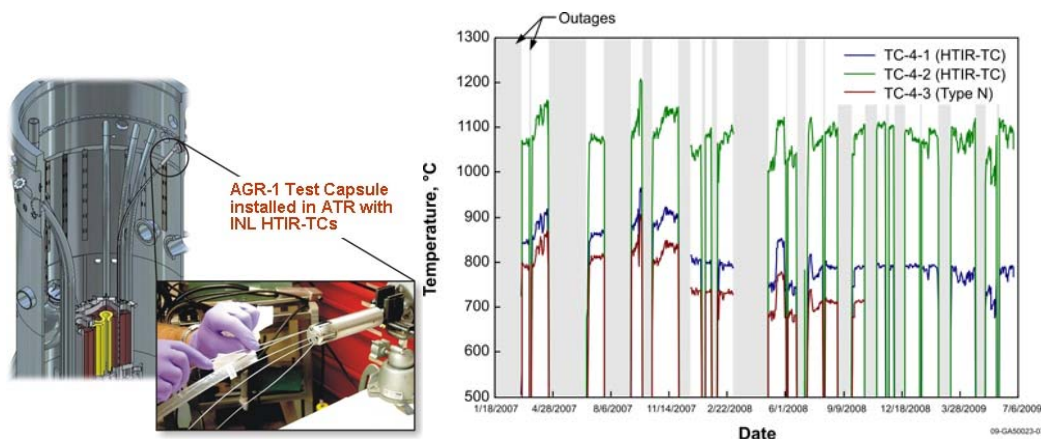 Outages
AGR-1 Test Capsule
installed in ATR with
INL HTIR-TCs
Temperature, °C
1300
1200
1100
1000
900
800
700
600
500
TC-4-1 (HTIR-TC)
TC-4-2 (HTIR-TC)
TC-4-3 (Type N)
1/18/2007
4/28/2007
8/6/2007
11/14/2007
2/22/2008
6/1/2008
9/9/2008
12/18/2008
3/28/2009
7/6/2009
Date